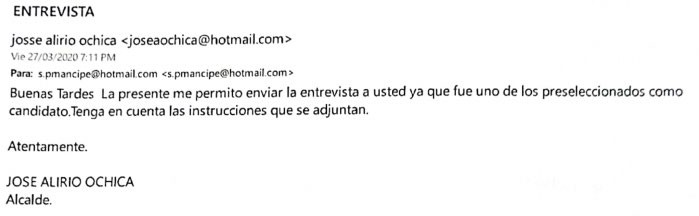 ENTREVISTA
josse alirio ochica <joseaochica@hotmail.com>
Vie 27/03/2020 7:11 PM
Para: s.pmancipe@hotmail.com <s.pmancipe@hotmail.com>
Buenas Tardes La presente me permito enviar la entrevista a usted ya que fue uno de los preseleccionados como
candidato.Tenga en cuenta las instrucciones que se adjuntan.
Atentamente.
JOSE ALIRIO OCHICA
Alcalde.